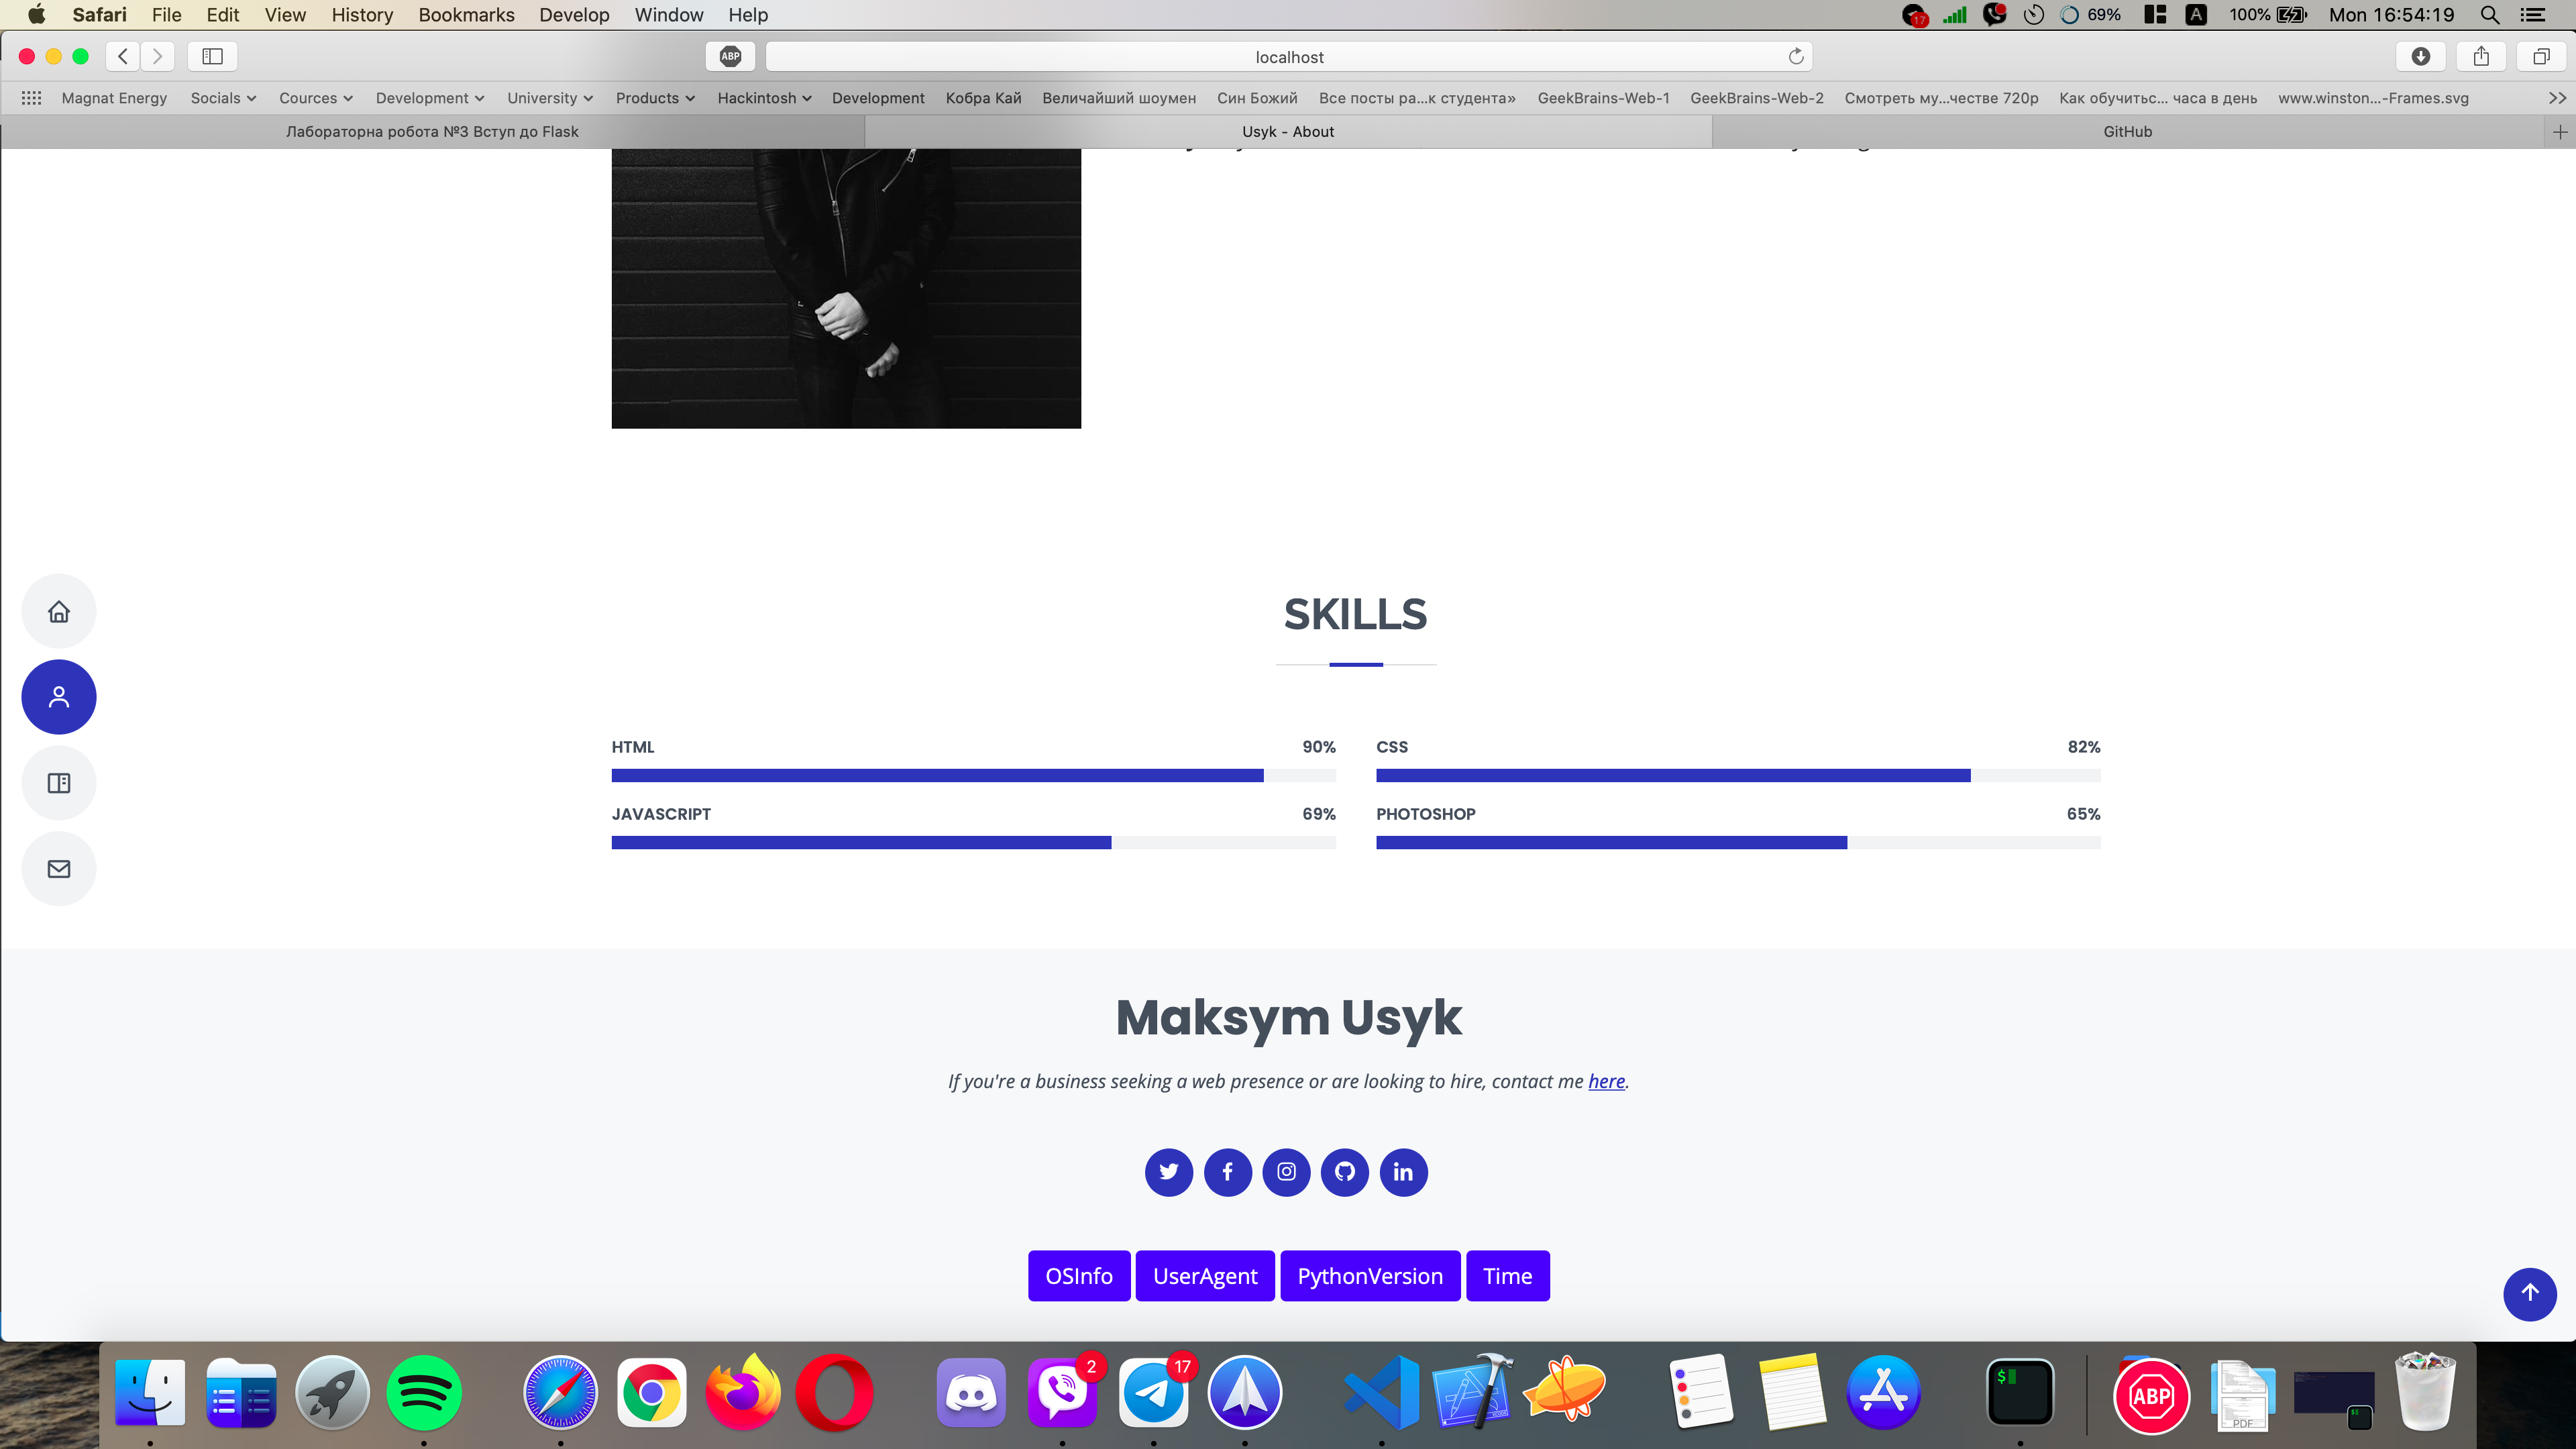 Safari File Edit View History Bookmarks Develop Window Help 17 69% A 100% Mon 16:54:19
ABP localhost
Magnat Energy Socials Cources Development University Products Hackintosh Development Кобра Кай Величайший шоумен Син Божий Все посты ра...к студента» GeekBrains-Web-1 GeekBrains-Web-2 Смотреть му...честве 720p Как обучитьс... часа в день www.winston...-Frames.svg
Лабораторна робота №3 Вступ до Flask Usyk - About GitHub
SKILLS
HTML 90% CSS 82%
JAVASCRIPT 69% PHOTOSHOP 65%
Maksym Usyk
If you're a business seeking a web presence or are looking to hire, contact me here.
OSInfo UserAgent PythonVersion Time
2 17 $ ABP PDF